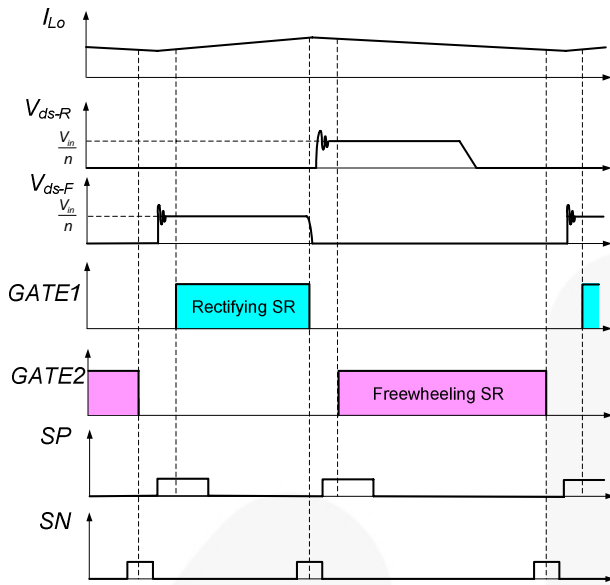 I_Lo
V_ds-R
V_in
n
V_ds-F
V_in
n
GATE1
Rectifying SR
GATE2
Freewheeling SR
SP
SN